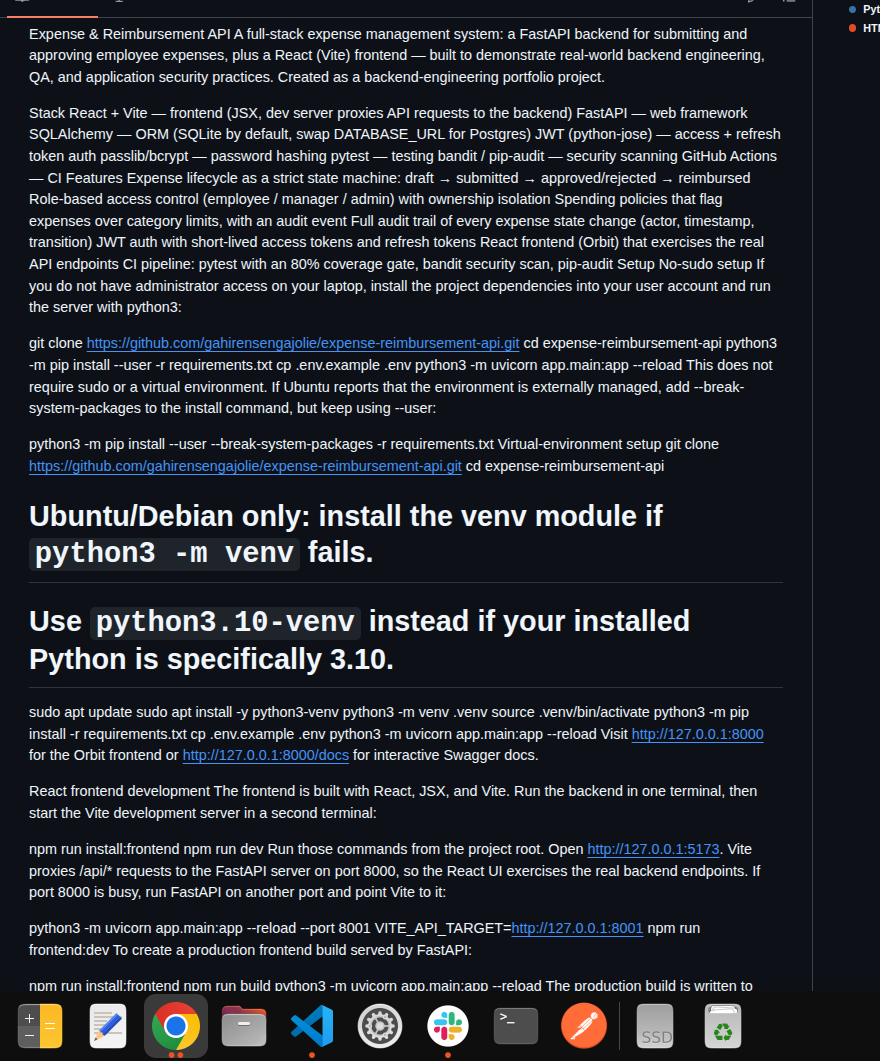 Pyt
HTM
Expense & Reimbursement API A full-stack expense management system: a FastAPI backend for submitting and
approving employee expenses, plus a React (Vite) frontend — built to demonstrate real-world backend engineering,
QA, and application security practices. Created as a backend-engineering portfolio project.
Stack React + Vite — frontend (JSX, dev server proxies API requests to the backend) FastAPI — web framework
SQLAlchemy — ORM (SQLite by default, swap DATABASE_URL for Postgres) JWT (python-jose) — access + refresh
token auth passlib/bcrypt — password hashing pytest — testing bandit / pip-audit — security scanning GitHub Actions
— CI Features Expense lifecycle as a strict state machine: draft → submitted → approved/rejected → reimbursed
Role-based access control (employee / manager / admin) with ownership isolation Spending policies that flag
expenses over category limits, with an audit event Full audit trail of every expense state change (actor, timestamp,
transition) JWT auth with short-lived access tokens and refresh tokens React frontend (Orbit) that exercises the real
API endpoints CI pipeline: pytest with an 80% coverage gate, bandit security scan, pip-audit Setup No-sudo setup If
you do not have administrator access on your laptop, install the project dependencies into your user account and run
the server with python3:
git clone https://github.com/gahirensengajolie/expense-reimbursement-api.git cd expense-reimbursement-api python3
-m pip install --user -r requirements.txt cp .env.example .env python3 -m uvicorn app.main:app --reload This does not
require sudo or a virtual environment. If Ubuntu reports that the environment is externally managed, add --break-
system-packages to the install command, but keep using --user:
python3 -m pip install --user --break-system-packages -r requirements.txt Virtual-environment setup git clone
https://github.com/gahirensengajolie/expense-reimbursement-api.git cd expense-reimbursement-api
Ubuntu/Debian only: install the venv module if
python3 -m venv fails.
Use python3.10-venv instead if your installed
Python is specifically 3.10.
sudo apt update sudo apt install -y python3-venv python3 -m venv .venv source .venv/bin/activate python3 -m pip
install -r requirements.txt cp .env.example .env python3 -m uvicorn app.main:app --reload Visit http://127.0.0.1:8000
for the Orbit frontend or http://127.0.0.1:8000/docs for interactive Swagger docs.
React frontend development The frontend is built with React, JSX, and Vite. Run the backend in one terminal, then
start the Vite development server in a second terminal:
npm run install:frontend npm run dev Run those commands from the project root. Open http://127.0.0.1:5173. Vite
proxies /api/* requests to the FastAPI server on port 8000, so the React UI exercises the real backend endpoints. If
port 8000 is busy, run FastAPI on another port and point Vite to it:
python3 -m uvicorn app.main:app --reload --port 8001 VITE_API_TARGET=http://127.0.0.1:8001 npm run
frontend:dev To create a production frontend build served by FastAPI:
npm run install:frontend npm run build python3 -m uvicorn app.main:app --reload The production build is written to
>_
SSD